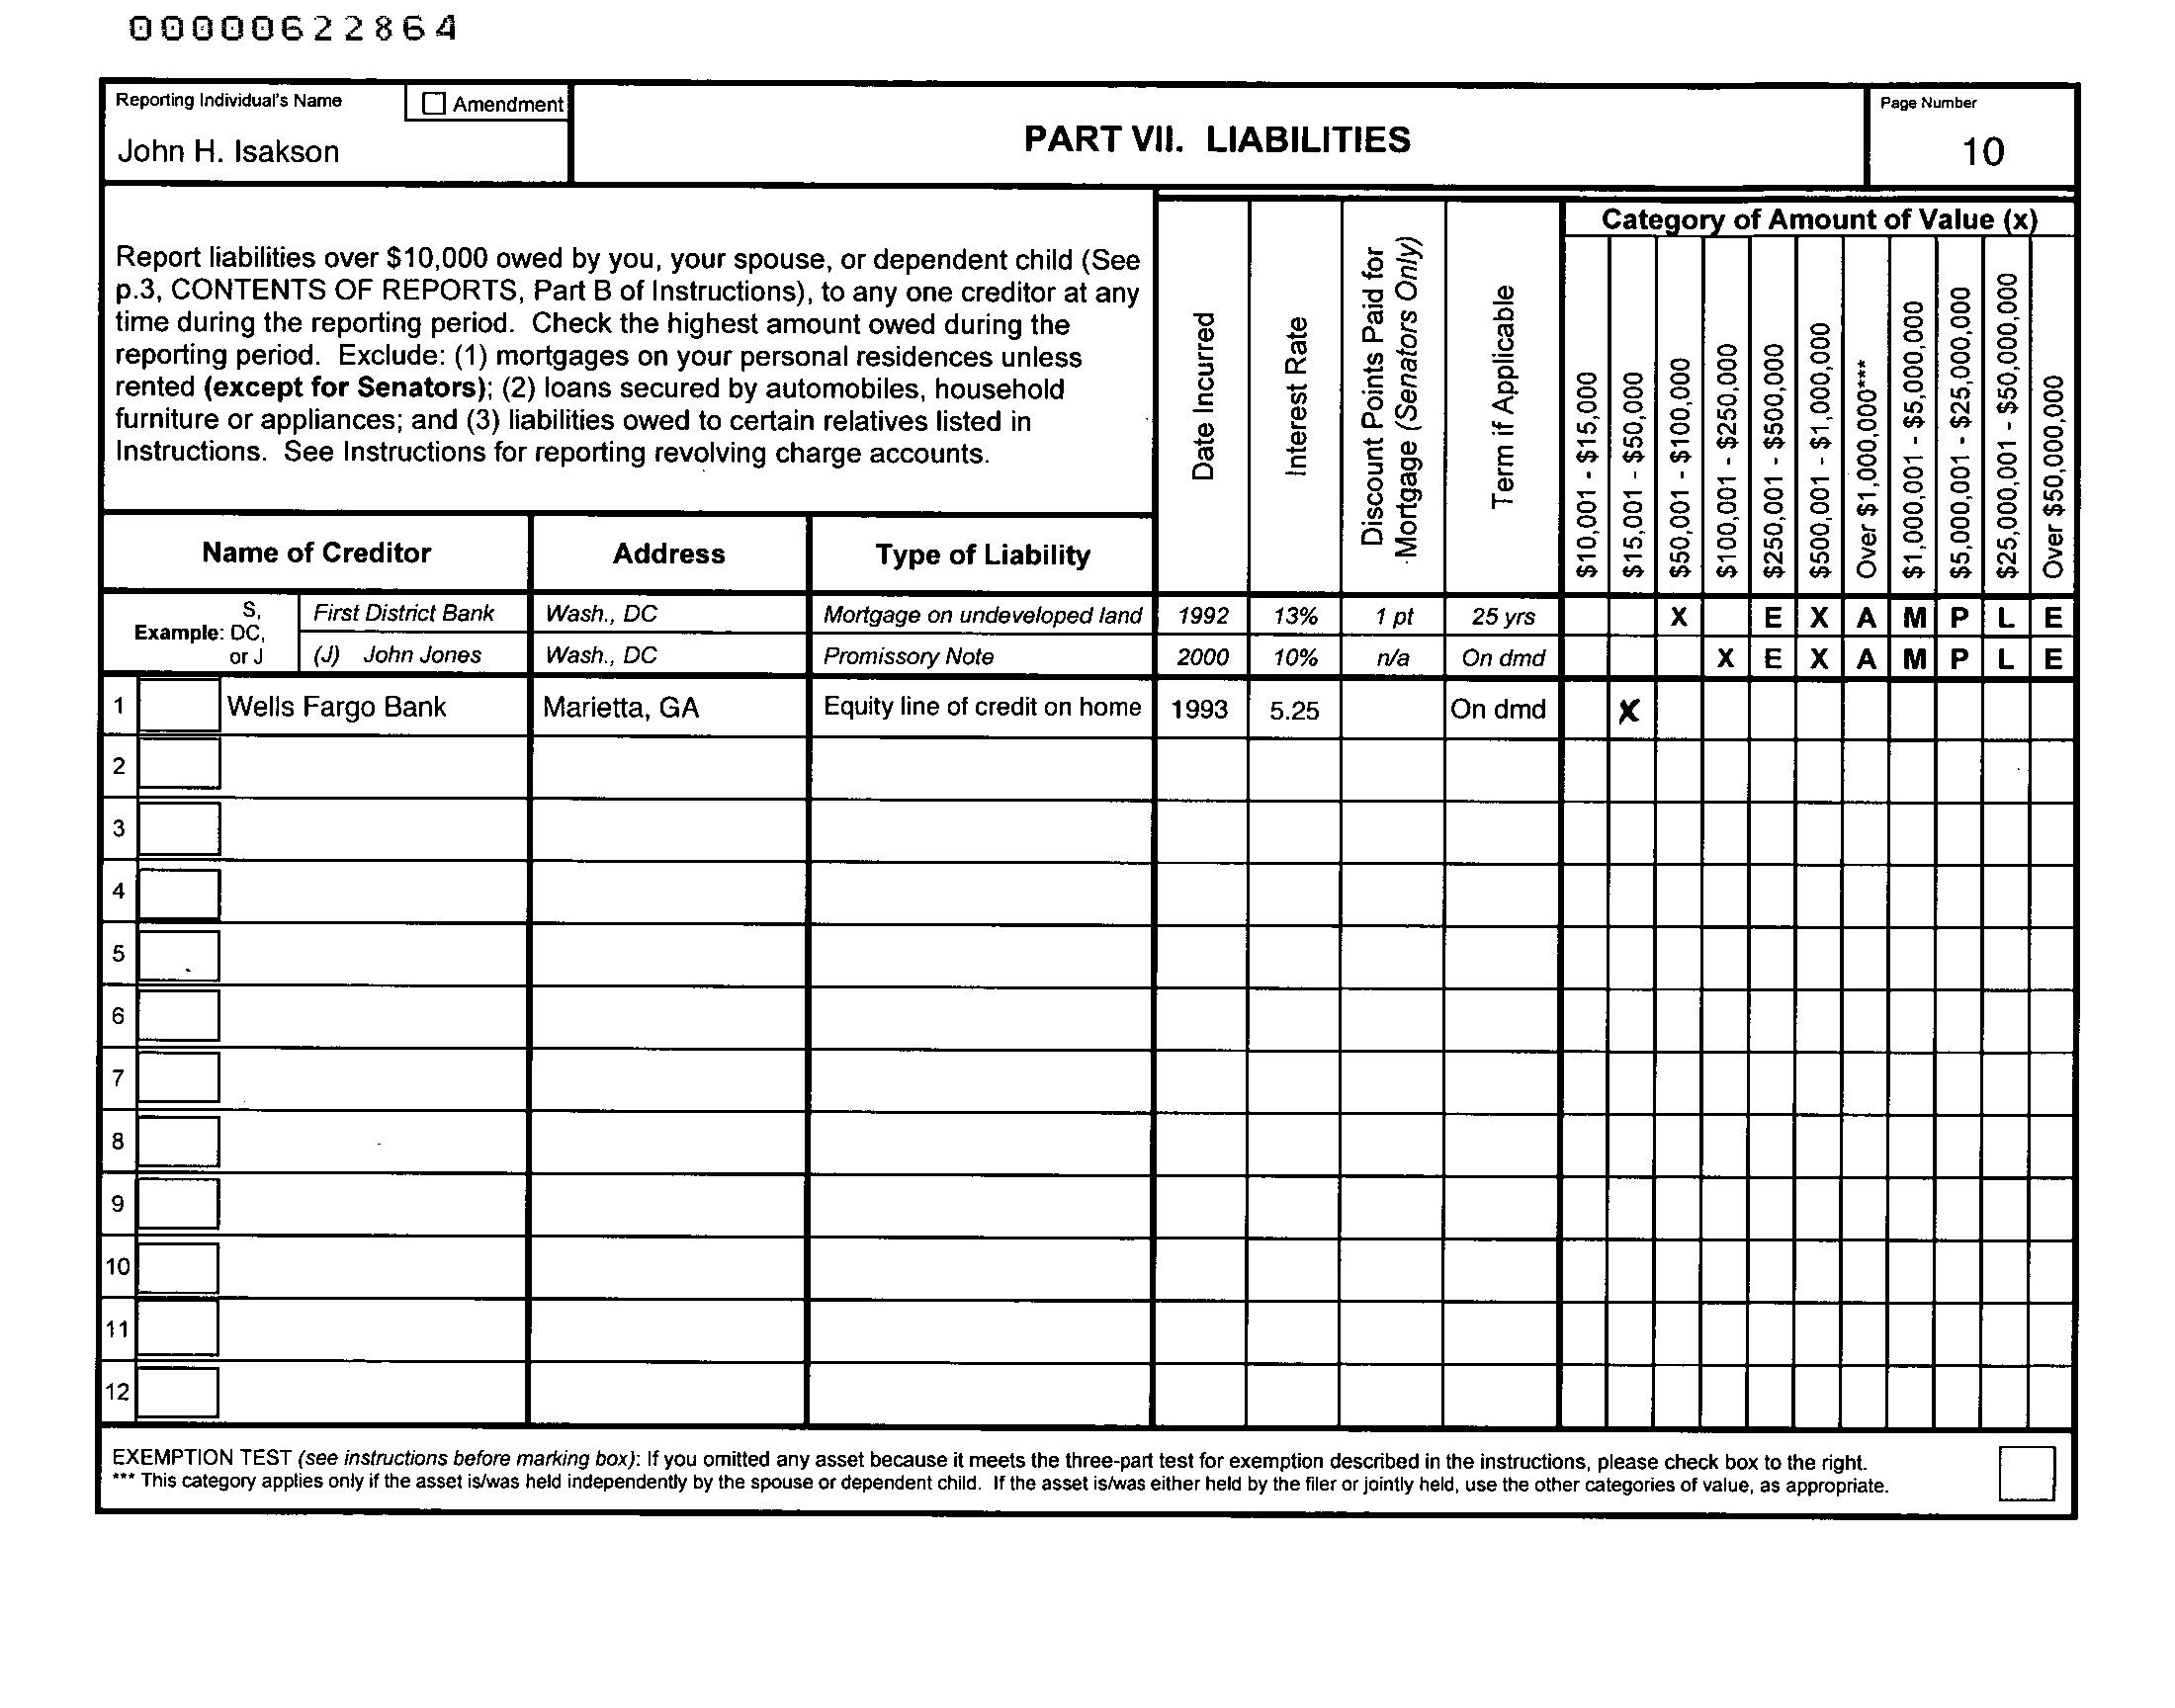 00000622864
Reporting Individual's Name
Amendment
John H. Isakson
PART VII. LIABILITIES
Page Number
10
Report liabilities over $10,000 owed by you, your spouse, or dependent child (See
p.3, CONTENTS OF REPORTS, Part B of Instructions), to any one creditor at any
time during the reporting period. Check the highest amount owed during the
reporting period. Exclude: (1) mortgages on your personal residences unless
rented (except for Senators); (2) loans secured by automobiles, household
furniture or appliances; and (3) liabilities owed to certain relatives listed in
Instructions. See Instructions for reporting revolving charge accounts.
Name of Creditor
Address
Type of Liability
Date Incurred
Interest Rate
Discount Points Paid for
Mortgage (Senators Only)
Term if Applicable
Category of Amount of Value (x)
$10,001 - $15,000
$15,001 - $50,000
$50,001 - $100,000
$100,001 - $250,000
$250,001 - $500,000
$500,001 - $1,000,000
Over $1,000,000***
$1,000,001 - $5,000,000
$5,000,001 - $25,000,000
$25,000,001 - $50,000,000
Over $50,000,000
Example: S, DC, or J
First District Bank Wash., DC Mortgage on undeveloped land 1992 13% 1 pt 25 yrs X E X A M P L E
(J) John Jones Wash., DC Promissory Note 2000 10% n/a On dmd X E X A M P L E
1 Wells Fargo Bank Marietta, GA Equity line of credit on home 1993 5.25 On dmd X
2
3
4
5
6
7
8
9
10
11
12
EXEMPTION TEST (see instructions before marking box): If you omitted any asset because it meets the three-part test for exemption described in the instructions, please check box to the right.
*** This category applies only if the asset is/was held independently by the spouse or dependent child. If the asset is/was either held by the filer or jointly held, use the other categories of value, as appropriate.